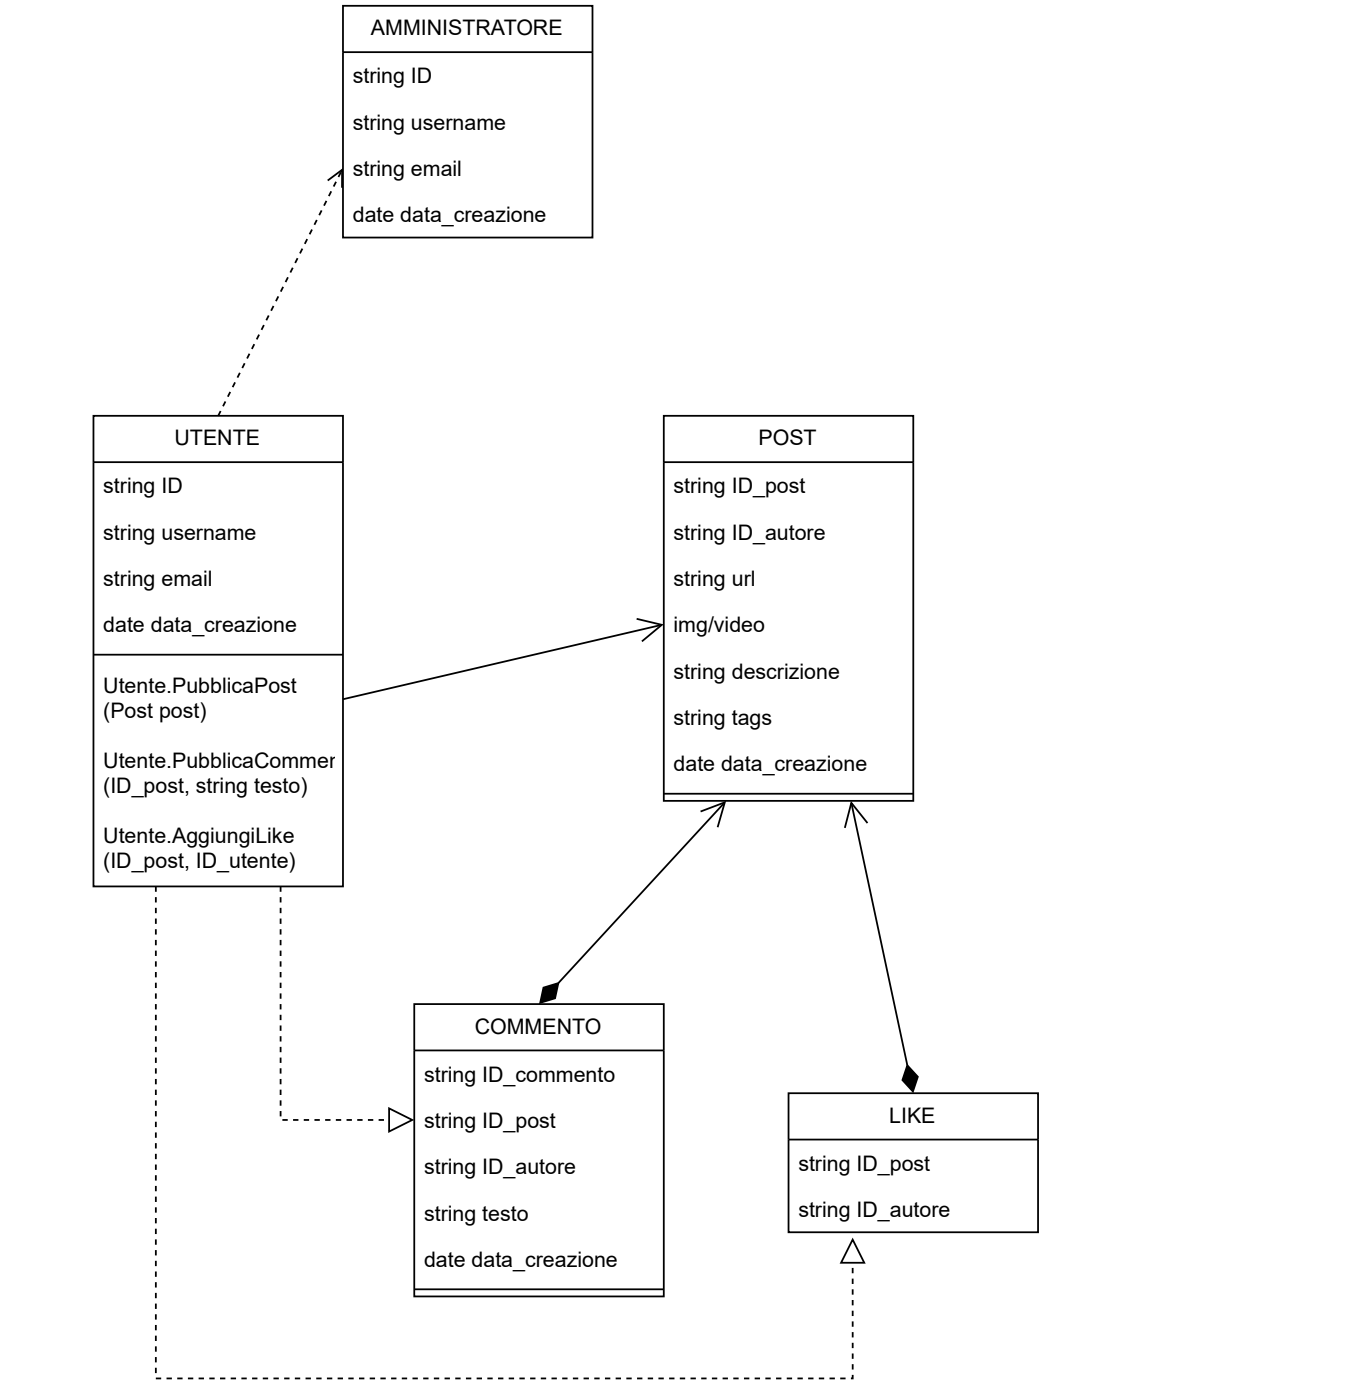 AMMINISTRATORE
string ID
string username
string email
date data_creazione
UTENTE
string ID
string username
string email
date data_creazione
Utente.PubblicaPost
(Post post)
Utente.PubblicaCommer
(ID_post, string testo)
Utente.AggiungiLike
(ID_post, ID_utente)
POST
string ID_post
string ID_autore
string url
img/video
string descrizione
string tags
date data_creazione
COMMENTO
string ID_commento
string ID_post
string ID_autore
string testo
date data_creazione
LIKE
string ID_post
string ID_autore